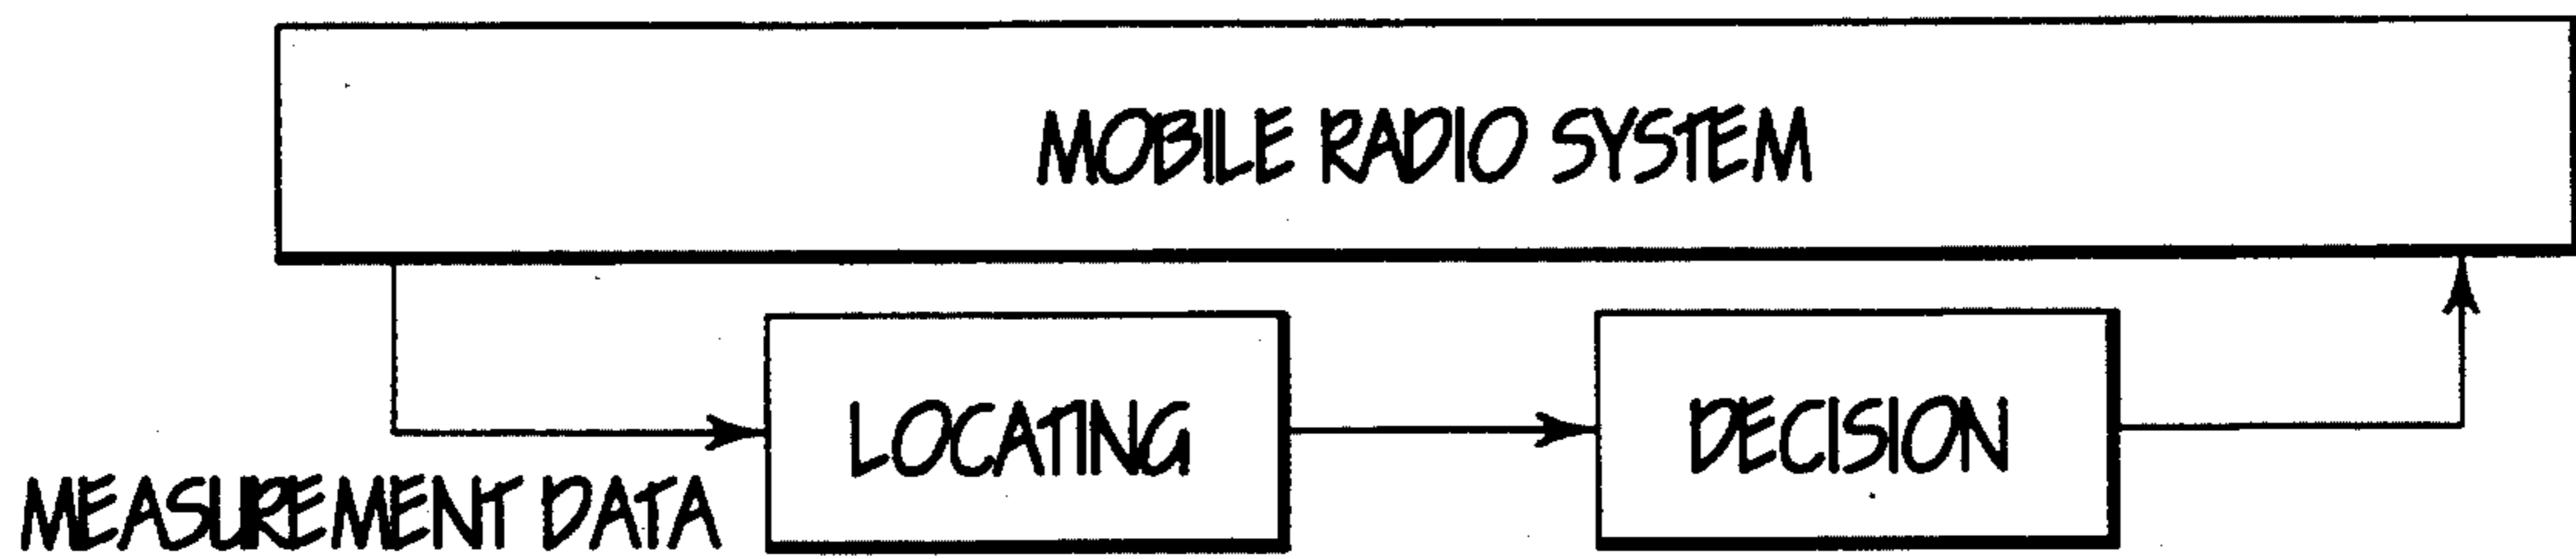 MOBILE RADIO SYSTEM
LOCATING
DECISION
MEASUREMENT DATA